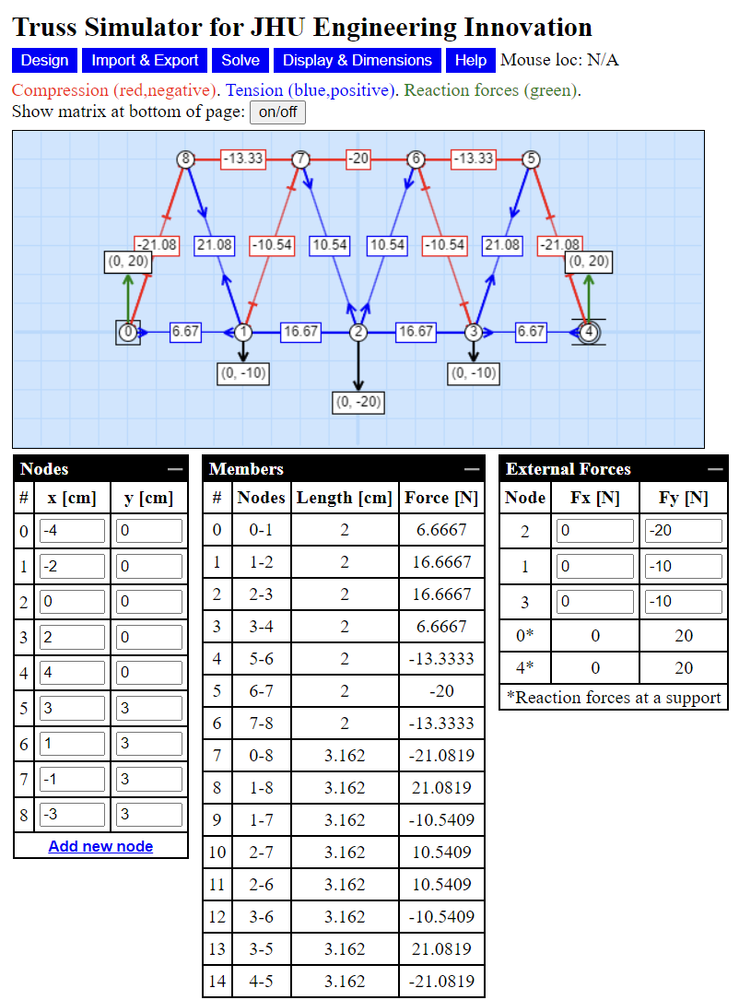 Truss Simulator for JHU Engineering Innovation
Design Import & Export Solve Display & Dimensions Help Mouse loc: N/A
Compression (red,negative). Tension (blue,positive). Reaction forces (green).
Show matrix at bottom of page: on/off
8 -13.33 7 -20 6 -13.33 5
-21.08 21.08 -10.54 10.54 10.54 -10.54 21.08 -21.08
(0, 20) (0, 20)
0 6.67 1 16.67 2 16.67 3 6.67 4
(0, -10) (0, -10)
(0, -20)
Nodes
# x [cm] y [cm]
0 -4 0
1 -2 0
2 0 0
3 2 0
4 4 0
5 3 3
6 1 3
7 -1 3
8 -3 3
Add new node
Members
# Nodes Length [cm] Force [N]
0 0-1 2 6.6667
1 1-2 2 16.6667
2 2-3 2 16.6667
3 3-4 2 6.6667
4 5-6 2 -13.3333
5 6-7 2 -20
6 7-8 2 -13.3333
7 0-8 3.162 -21.0819
8 1-8 3.162 21.0819
9 1-7 3.162 -10.5409
10 2-7 3.162 10.5409
11 2-6 3.162 10.5409
12 3-6 3.162 -10.5409
13 3-5 3.162 21.0819
14 4-5 3.162 -21.0819
External Forces
Node Fx [N] Fy [N]
2 0 -20
1 0 -10
3 0 -10
0* 0 20
4* 0 20
*Reaction forces at a support